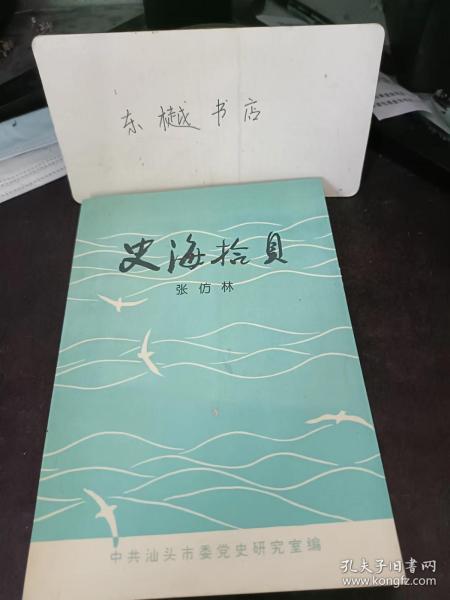 东樾书店
史海拾貝
张仿林
中共汕头市委党史研究室编
孔夫子旧书网
www.kongfz.com